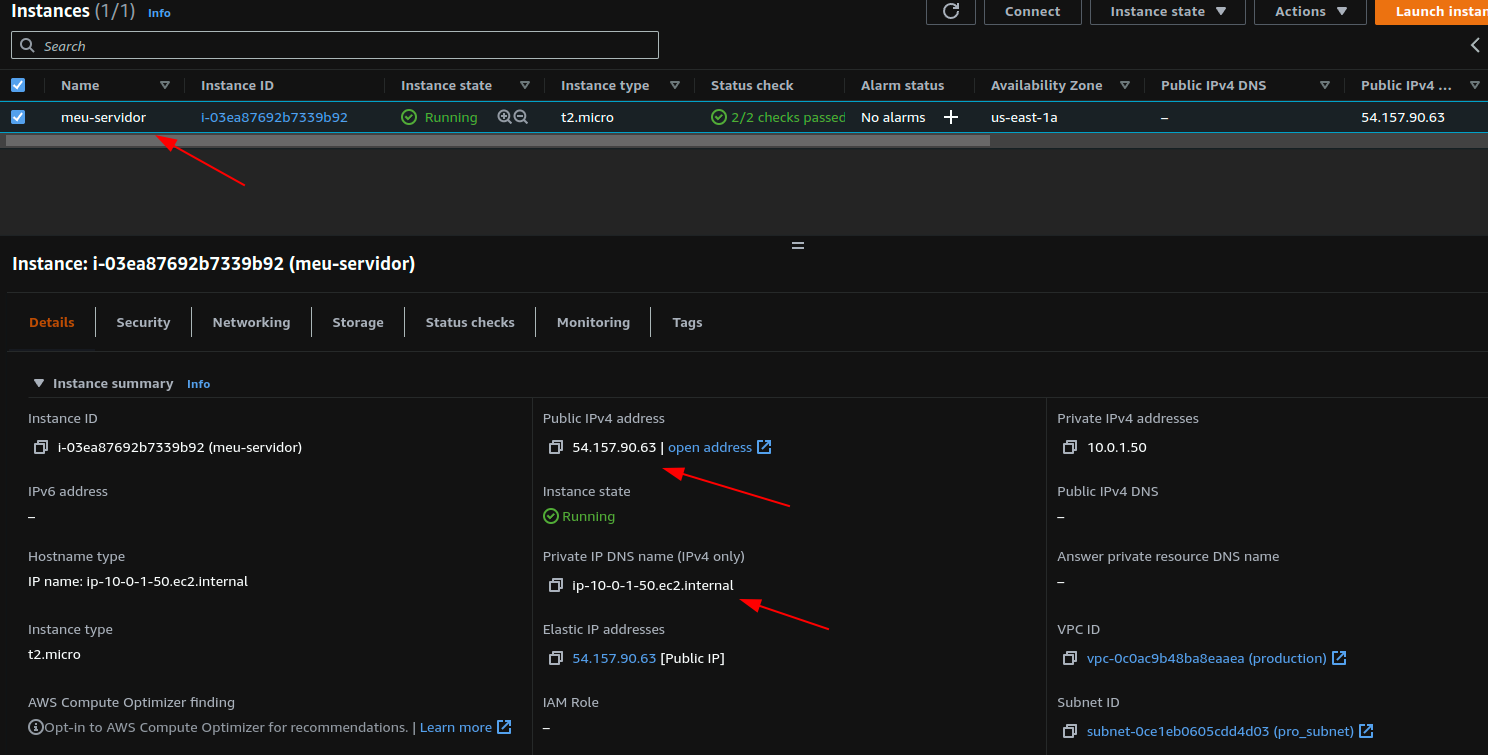 Instances (1/1) Info
Connect Instance state Actions Launch instan
Search
Name Instance ID Instance state Instance type Status check Alarm status Availability Zone Public IPv4 DNS Public IPv4 ...
meu-servidor i-03ea87692b7339b92 Running t2.micro 2/2 checks passed No alarms + us-east-1a – 54.157.90.63
Instance: i-03ea87692b7339b92 (meu-servidor)
Details Security Networking Storage Status checks Monitoring Tags
Instance summary Info
Instance ID
i-03ea87692b7339b92 (meu-servidor)
Public IPv4 address
54.157.90.63 | open address
Private IPv4 addresses
10.0.1.50
IPv6 address
–
Instance state
Running
Public IPv4 DNS
–
Hostname type
IP name: ip-10-0-1-50.ec2.internal
Private IP DNS name (IPv4 only)
ip-10-0-1-50.ec2.internal
Answer private resource DNS name
–
Instance type
t2.micro
Elastic IP addresses
54.157.90.63 [Public IP]
VPC ID
vpc-0c0ac9b48ba8eaaea (production)
AWS Compute Optimizer finding
Opt-in to AWS Compute Optimizer for recommendations. | Learn more
IAM Role
–
Subnet ID
subnet-0ce1eb0605cdd4d03 (pro_subnet)